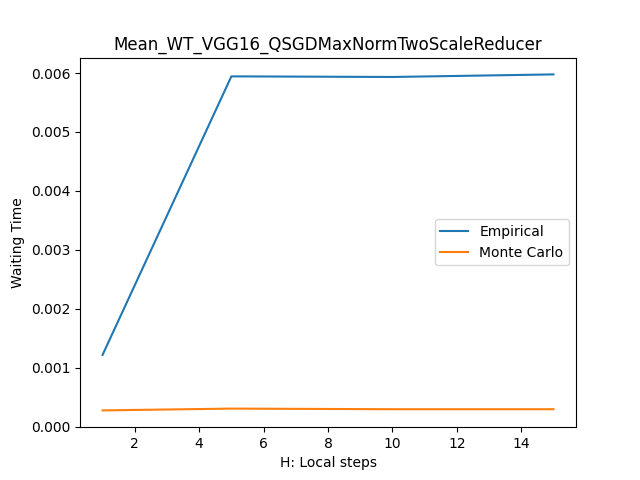 Mean_WT_VGG16_QSGDMaxNormTwoScaleReducer
0.006
0.005
0.004
0.003
0.002
0.001
0.000
Waiting Time
Empirical
Monte Carlo
2 4 6 8 10 12 14
H: Local steps